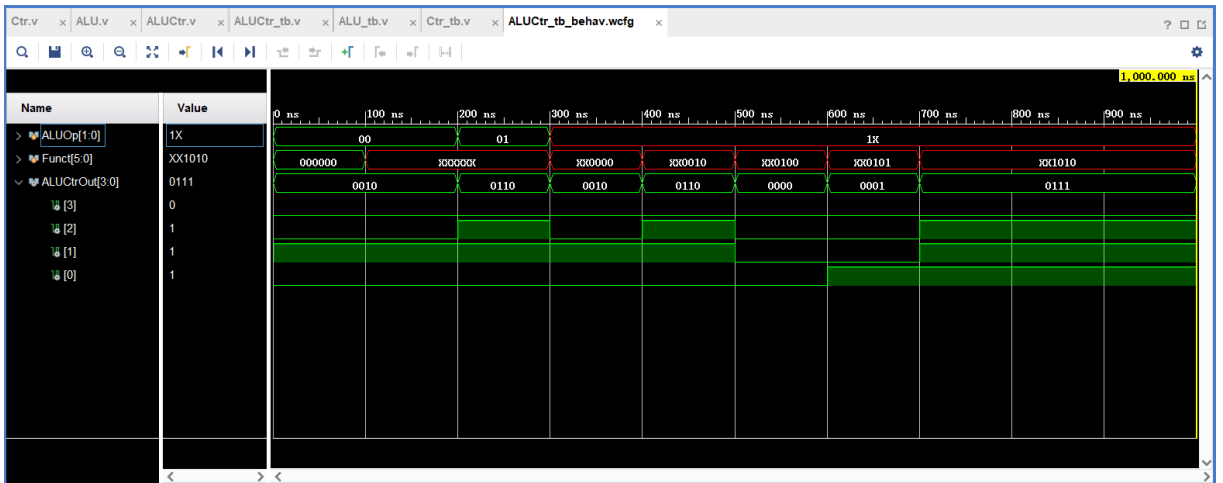 Ctr.v × ALU.v × ALUCtr.v × ALUCtr_tb.v × ALU_tb.v × Ctr_tb.v × ALUCtr_tb_behav.wcfg × ?
1,000.000 ns
Name Value
0 ns 100 ns 200 ns 300 ns 400 ns 500 ns 600 ns 700 ns 800 ns 900 ns
> ALUOp[1:0] 1X 00 01 1X
> Funct[5:0] XX1010 000000 XXXXXX XX0000 XX0010 XX0100 XX0101 XX1010
ALUCtrOut[3:0] 0111 0010 0110 0010 0110 0000 0001 0111
[3] 0
[2] 1
[1] 1
[0] 1